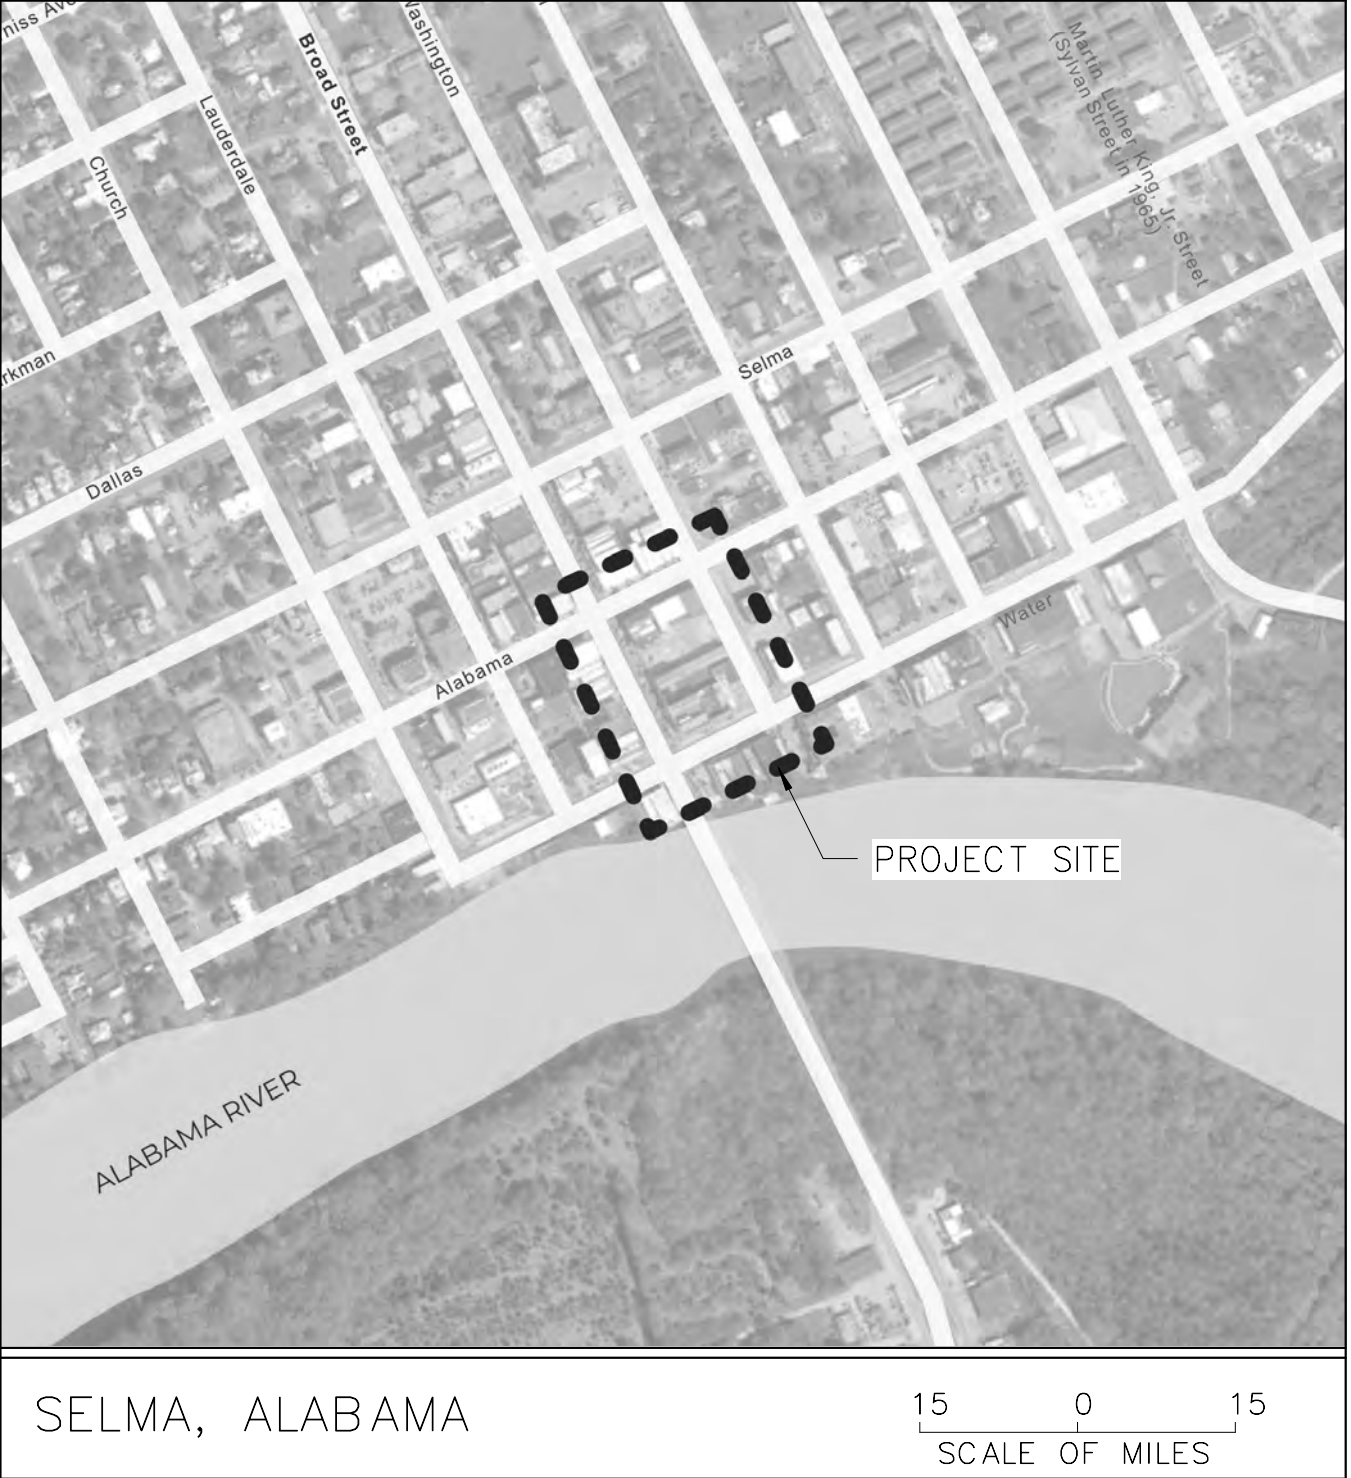 Broad Street
Washington
Lauderdale
Church
Martin Luther King, Jr. Street
(Sylvan Street in 1965)
Selma
Dallas
Alabama
Water
PROJECT SITE
ALABAMA RIVER
SELMA, ALABAMA
15 0 15
SCALE OF MILES